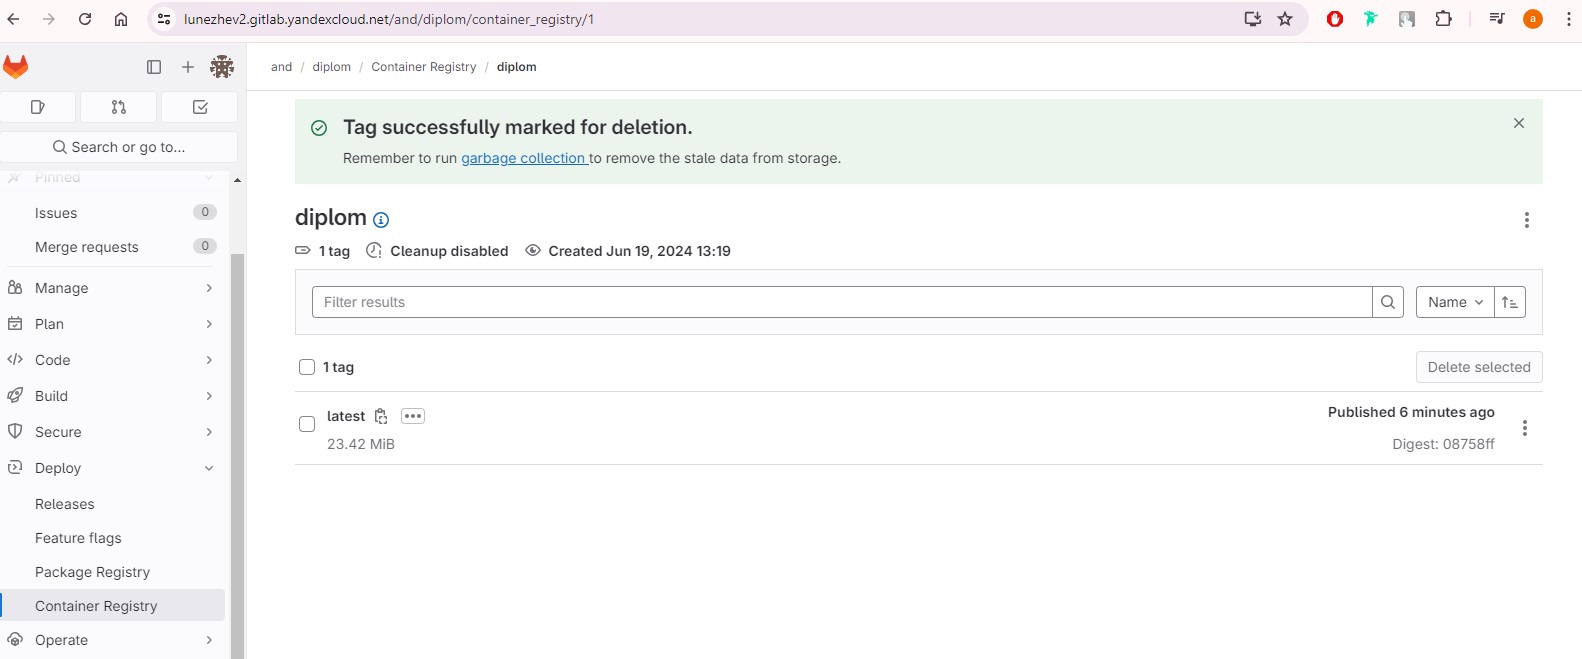 lunezhev2.gitlab.yandexcloud.net/and/diplom/container_registry/1
a
and / diplom / Container Registry / diplom
Search or go to...
Pinned
Issues 0
Merge requests 0
Manage
Plan
Code
Build
Secure
Deploy
Releases
Feature flags
Package Registry
Container Registry
Operate
Tag successfully marked for deletion.
Remember to run garbage collection to remove the stale data from storage.
diplom
1 tag Cleanup disabled Created Jun 19, 2024 13:19
Filter results Name
1 tag Delete selected
latest Published 6 minutes ago
23.42 MiB Digest: 08758ff